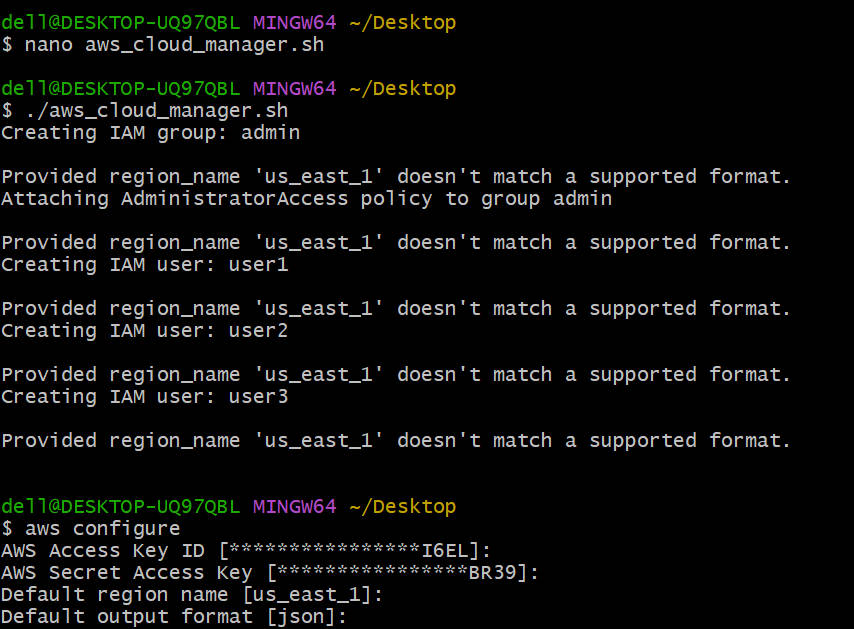 dell@DESKTOP-UQ97QBL MINGW64 ~/Desktop
$ nano aws_cloud_manager.sh
dell@DESKTOP-UQ97QBL MINGW64 ~/Desktop
$ ./aws_cloud_manager.sh
Creating IAM group: admin
Provided region_name 'us_east_1' doesn't match a supported format.
Attaching AdministratorAccess policy to group admin
Provided region_name 'us_east_1' doesn't match a supported format.
Creating IAM user: user1
Provided region_name 'us_east_1' doesn't match a supported format.
Creating IAM user: user2
Provided region_name 'us_east_1' doesn't match a supported format.
Creating IAM user: user3
Provided region_name 'us_east_1' doesn't match a supported format.
dell@DESKTOP-UQ97QBL MINGW64 ~/Desktop
$ aws configure
AWS Access Key ID [****************I6EL]:
AWS Secret Access Key [****************BR39]:
Default region name [us_east_1]:
Default output format [json]: